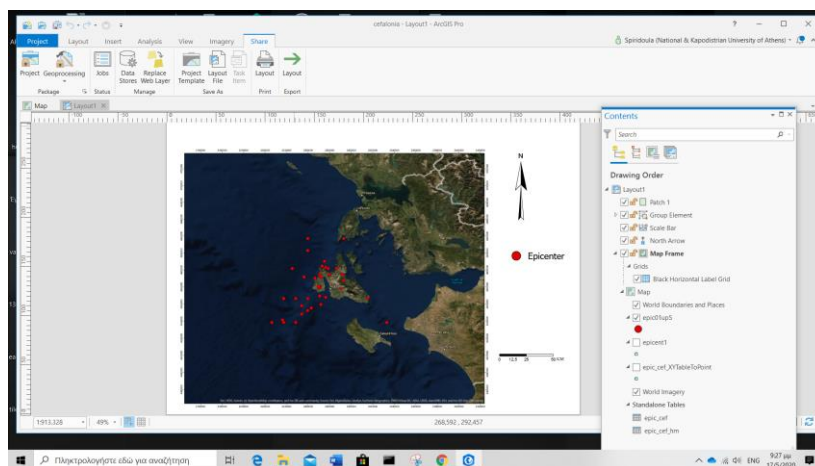 cefalonia - Layout1 - ArcGIS Pro
Project Layout Insert Analysis View Imagery Share
Spiridoula (National & Kapodistrian University of Athens)
Project Geoprocessing Jobs Data Stores Replace Web Layer Project Template Layout File Task Item Layout Layout
Package Status Manage Save As Print Export
Map Layout1
N
Epicenter
Contents
Search
Drawing Order
Layout1
Patch 1
Group Element
Scale Bar
North Arrow
Map Frame
Grids
Black Horizontal Label Grid
Map
World Boundaries and Places
epic01up5
epicent1
epic_cef_XYTableToPoint
World Imagery
Standalone Tables
epic_cef
epic_cef_hm
1:913.328 49% 268,592 , 292,457
Πληκτρολογήστε εδώ για αναζήτηση
ENG 9:27 μμ